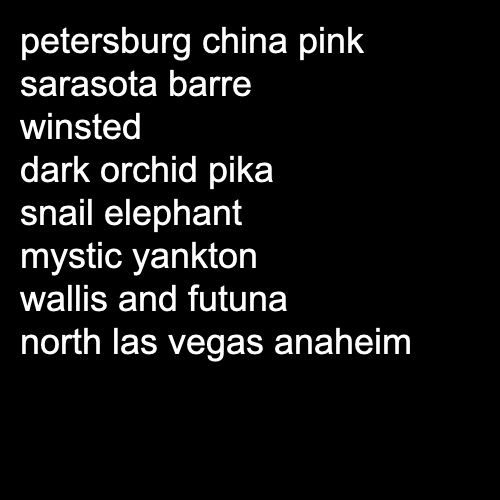 petersburg china pink
sarasota barre
winsted
dark orchid pika
snail elephant
mystic yankton
wallis and futuna
north las vegas anaheim